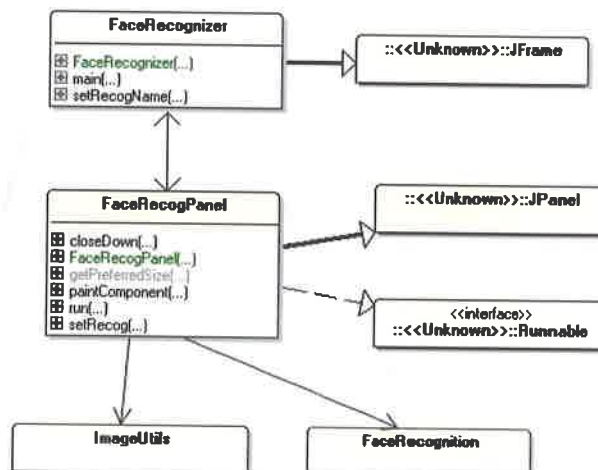 FaceRecognizer
FaceRecognizer(...)
main(...)
setRecogName(...)
::<<Unknown>>::JFrame
FaceRecogPanel
closeDown(...)
FaceRecogPanel(...)
getPreferredSize(...)
paintComponent(...)
run(...)
setRecog(...)
::<<Unknown>>::JPanel
<<interface>>
::<<Unknown>>::Runnable
ImageUtils
FaceRecognition